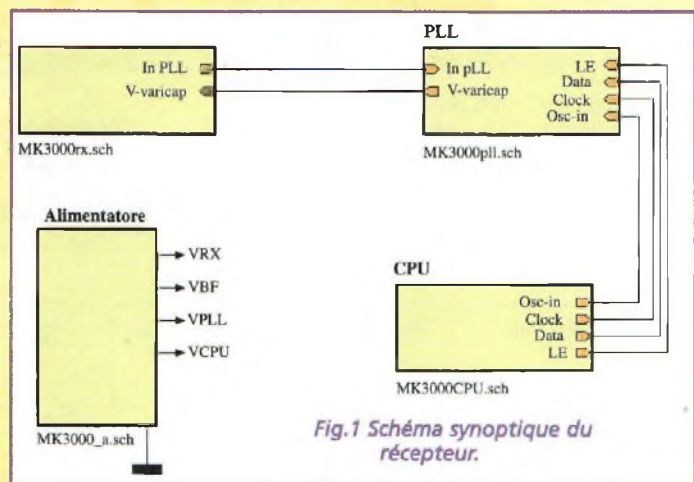 PLL
In PLL
V-varicap
MK3000rx.sch
In pLL
V-varicap
LE
Data
Clock
Osc-in
MK3000pll.sch
Alimentatore
VRX
VBF
VPLL
VCPU
MK3000_a.sch
CPU
Osc-in
Clock
Data
LE
MK3000CPU.sch
Fig.1 Schéma synoptique du
récepteur.